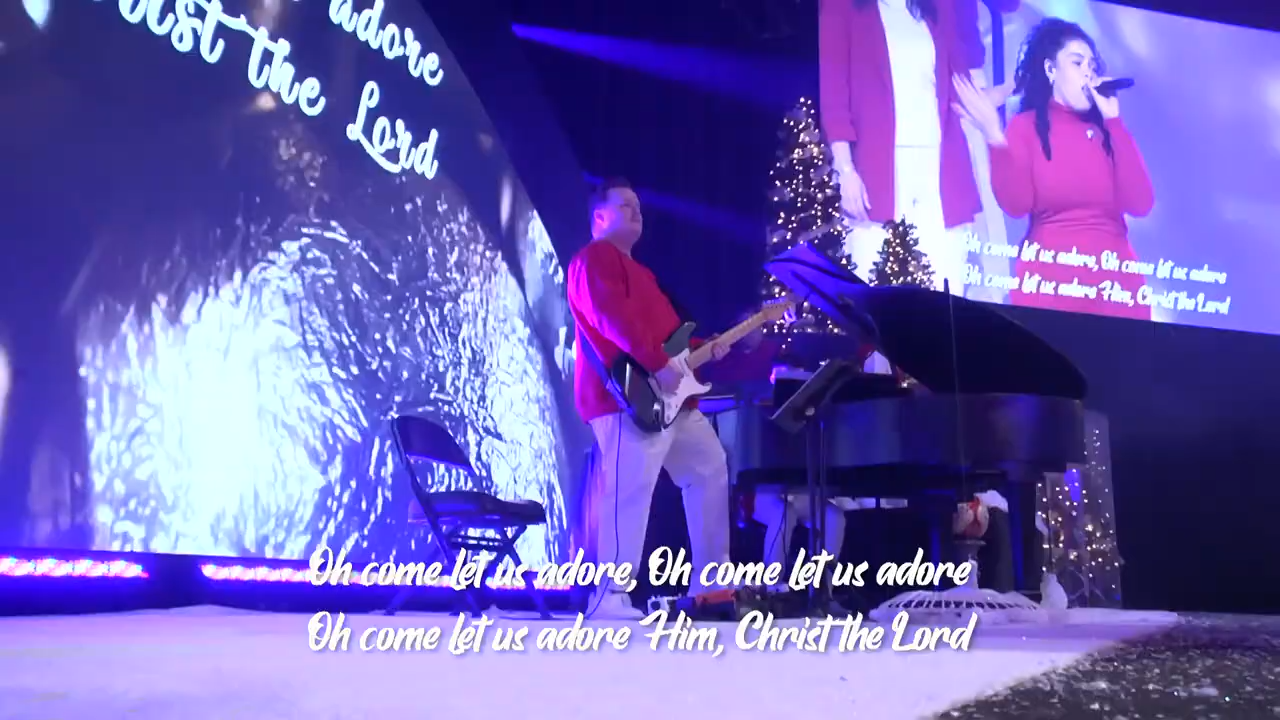 adore
the Lord
Oh come let us adore, Oh come let us adore
Oh come let us adore Him, Christ the Lord
Oh come let us adore, Oh come let us adore
Oh come let us adore Him, Christ the Lord